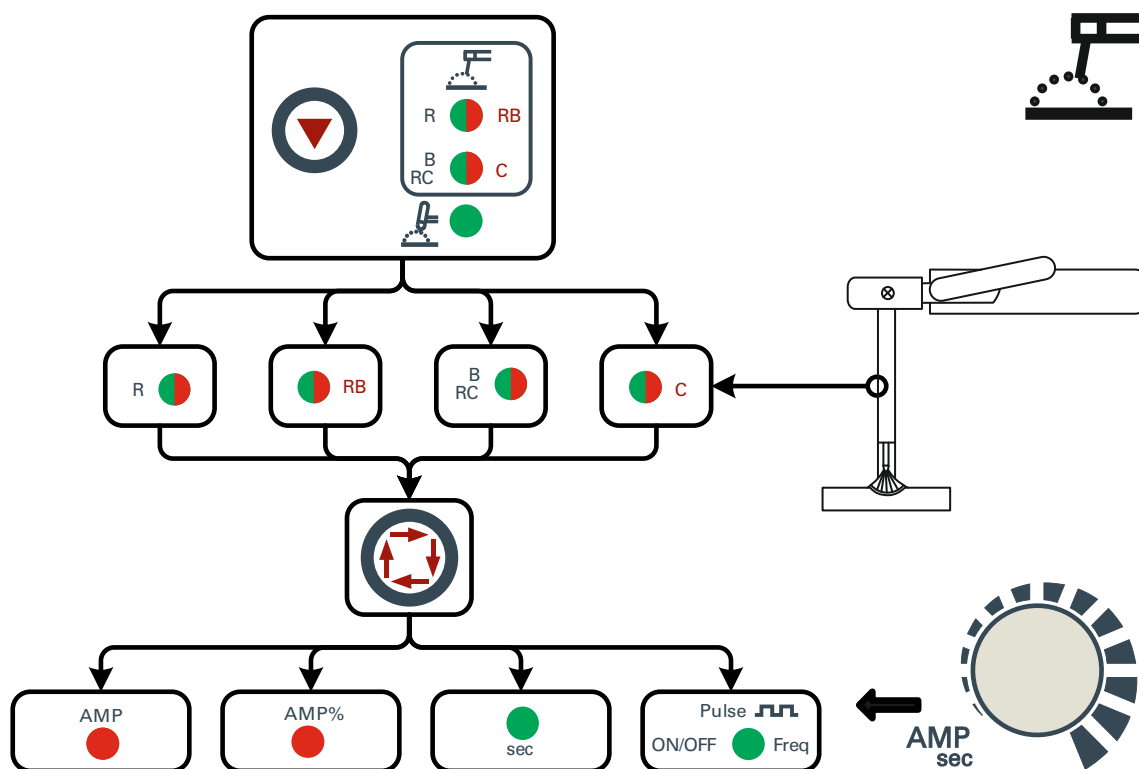 R RB
B
RC C
R
RB
B
RC
C
AMP
AMP%
sec
Pulse
ON/OFF Freq
AMP
sec